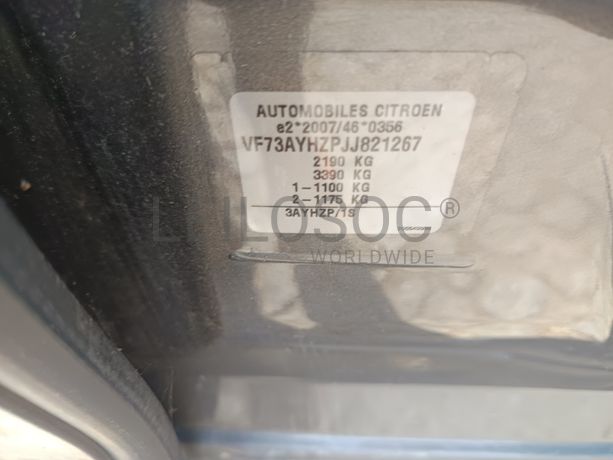 AUTOMOBILES CITROEN
e2*2007/46*0356
VF73AYHZPJJ821267
2190 KG
3390 KG
1-1100 KG
2-1175 KG
3AYHZP/1S
LEILOSOC®
WORLDWIDE